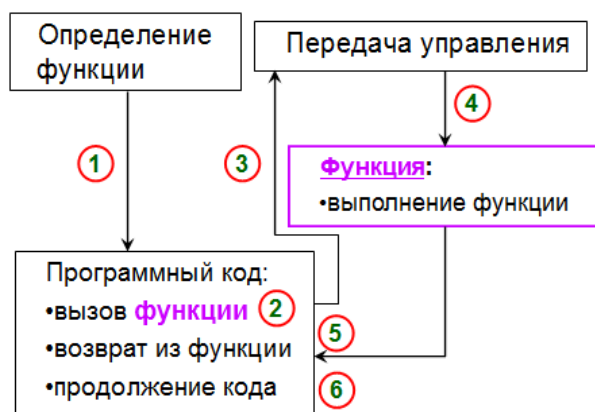 Определение
функции
Передача управления
1
3
4
Функция:
•выполнение функции
Программный код:
•вызов функции 2
•возврат из функции
5
•продолжение кода
6